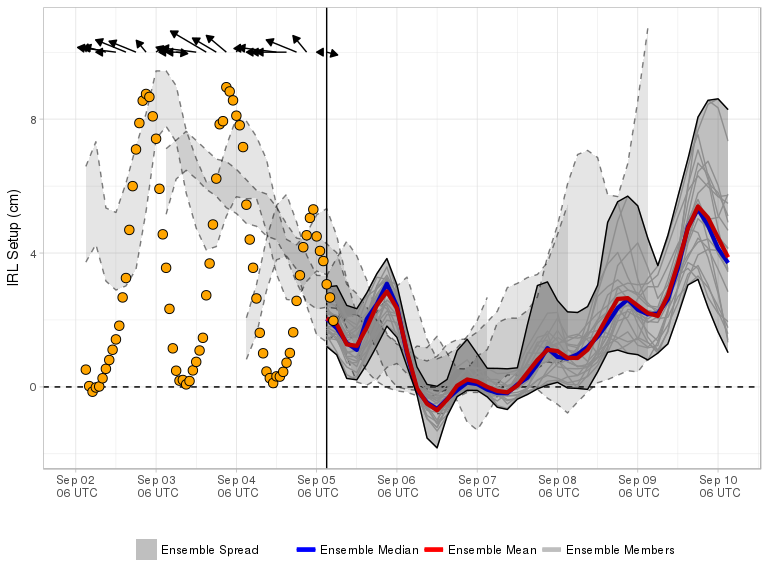 IRL Setup (cm)
8
4
0
Sep 02 Sep 03 Sep 04 Sep 05 Sep 06 Sep 07 Sep 08 Sep 09 Sep 10
06 UTC 06 UTC 06 UTC 06 UTC 06 UTC 06 UTC 06 UTC 06 UTC 06 UTC
Ensemble Spread Ensemble Median Ensemble Mean Ensemble Members